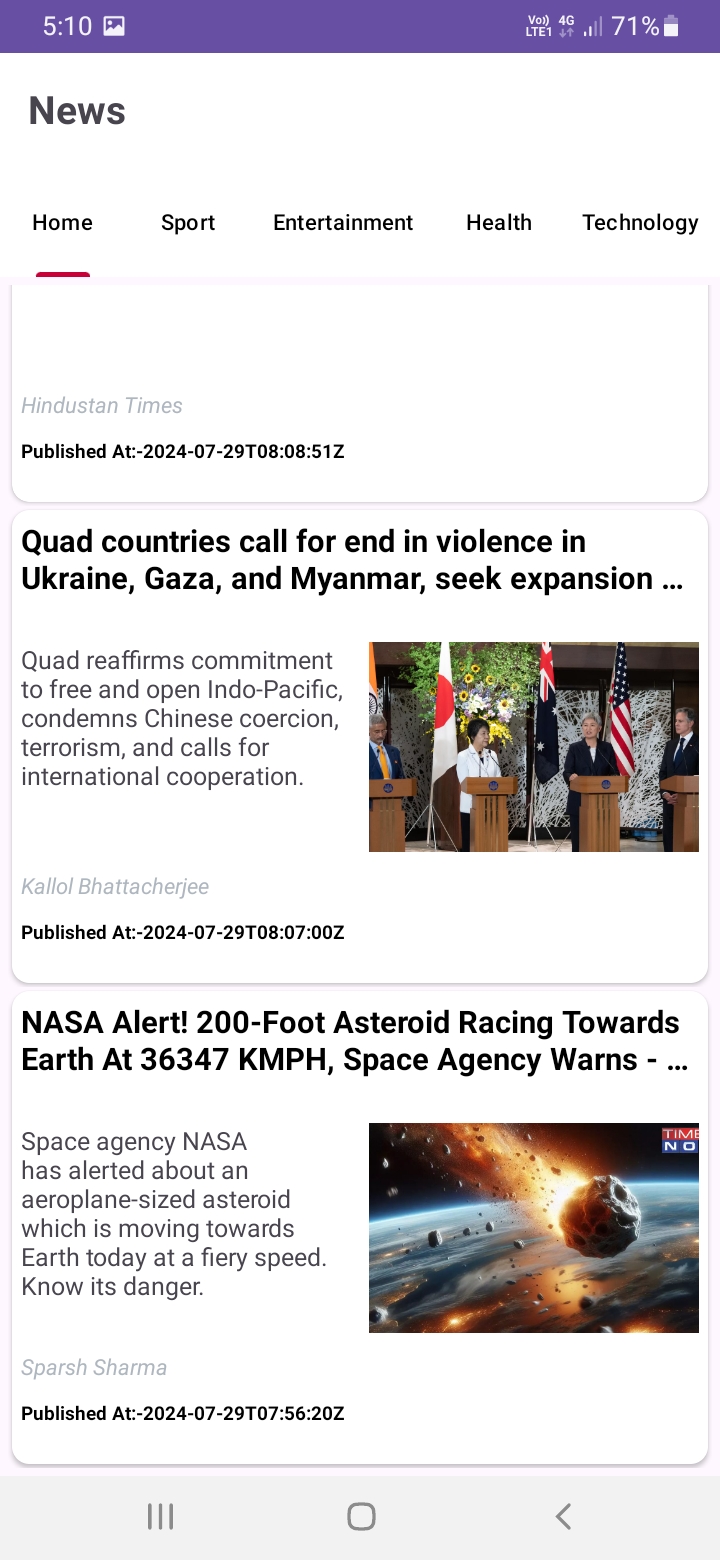 5:10 Vo) 4G LTE1 71%
News
Home Sport Entertainment Health Technology
Hindustan Times
Published At:-2024-07-29T08:08:51Z
Quad countries call for end in violence in
Ukraine, Gaza, and Myanmar, seek expansion ...
Quad reaffirms commitment
to free and open Indo-Pacific,
condemns Chinese coercion,
terrorism, and calls for
international cooperation.
Kallol Bhattacherjee
Published At:-2024-07-29T08:07:00Z
NASA Alert! 200-Foot Asteroid Racing Towards
Earth At 36347 KMPH, Space Agency Warns - ...
Space agency NASA
has alerted about an
aeroplane-sized asteroid
which is moving towards
Earth today at a fiery speed.
Know its danger.
TIME
NO
Sparsh Sharma
Published At:-2024-07-29T07:56:20Z